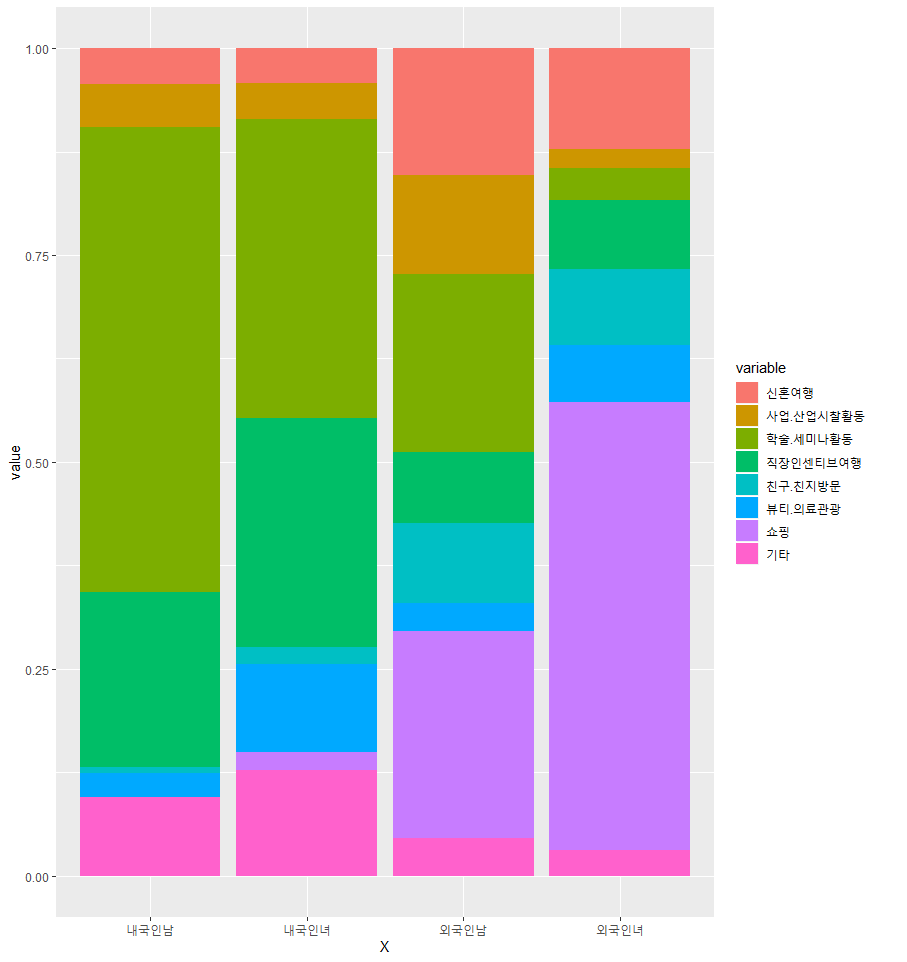 1.00
0.75
0.50
0.25
0.00
value
내국인남
내국인녀
외국인남
외국인녀
X
variable
신혼여행
사업.산업시찰활동
학술.세미나활동
직장인센티브여행
친구.친지방문
뷰티.의료관광
쇼핑
기타